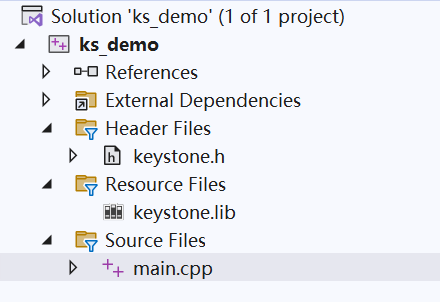 Solution 'ks_demo' (1 of 1 project)
ks_demo
References
External Dependencies
Header Files
keystone.h
Resource Files
keystone.lib
Source Files
main.cpp